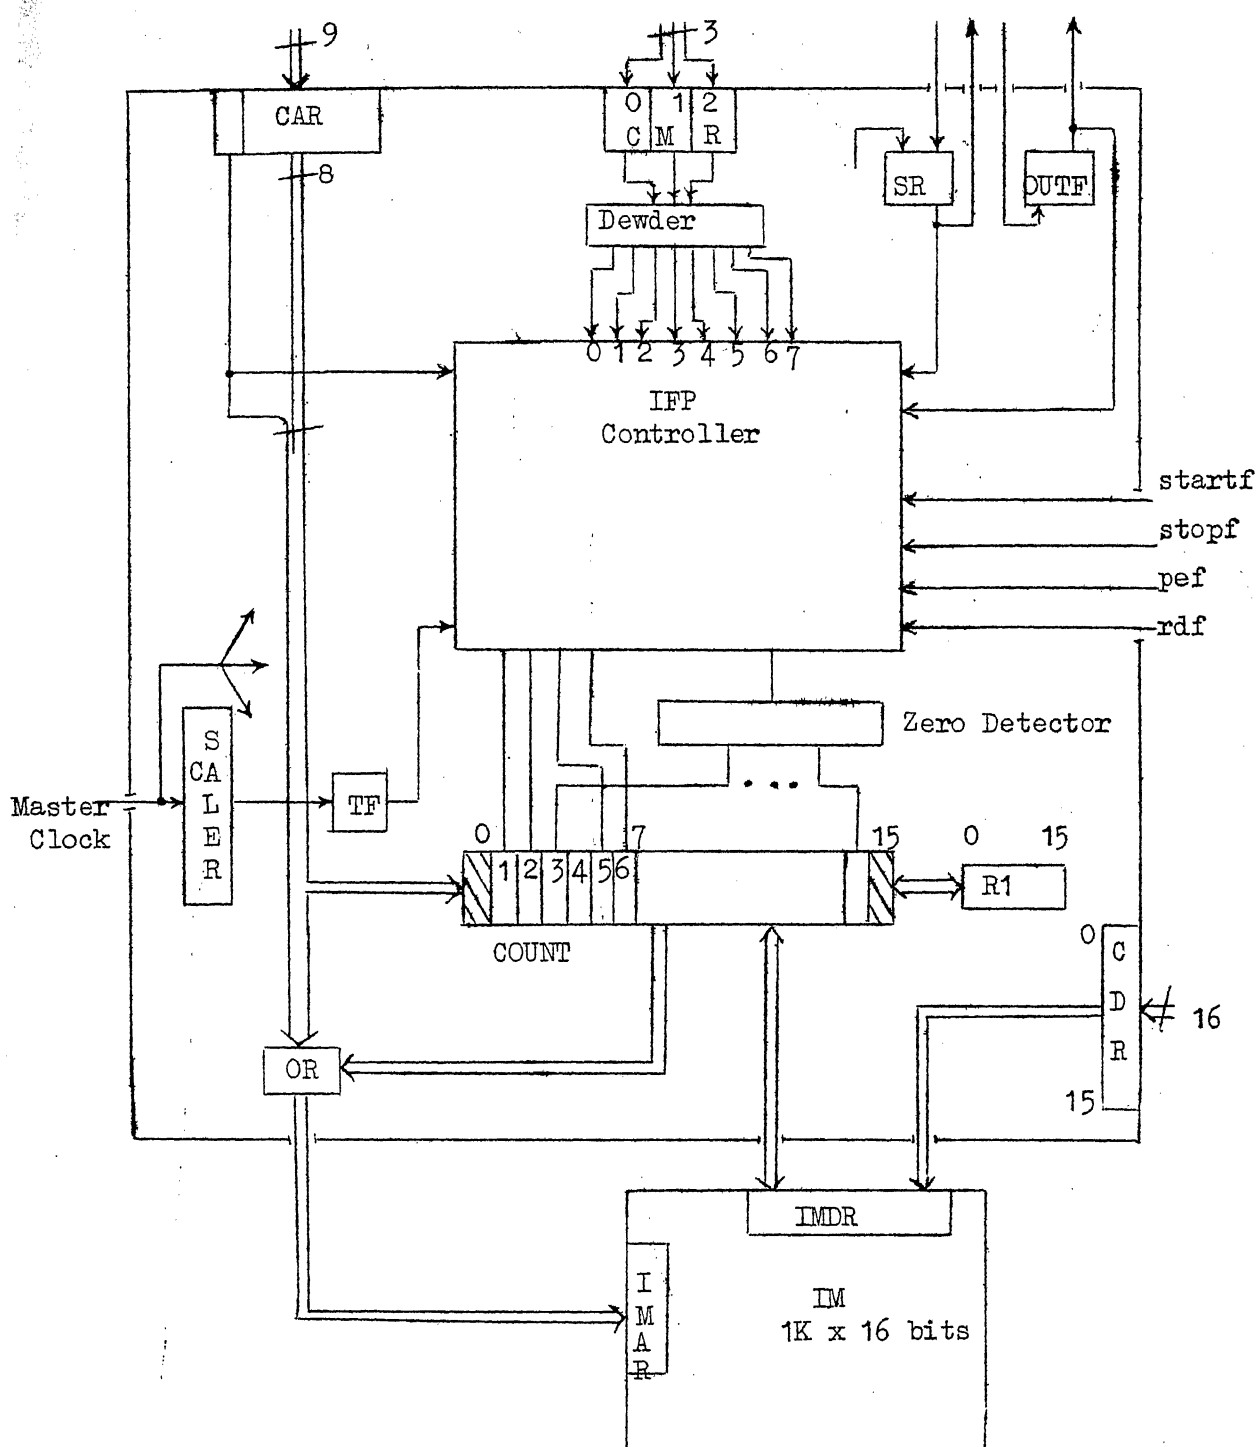 9
3
CAR
0 1 2
C M R
8
SR
OUTF
Dewder
0 1 2 3 4 5 6 7
IFP
Controller
startf
stopf
pef
rdf
S
CA
L
E
R
Zero Detector
Master
Clock
TF
0
7
15
0 15
1 2 3 4 5 6
R1
COUNT
0
C
D
R
16
15
OR
IMDR
I
M
A
R
IM
1K x 16 bits